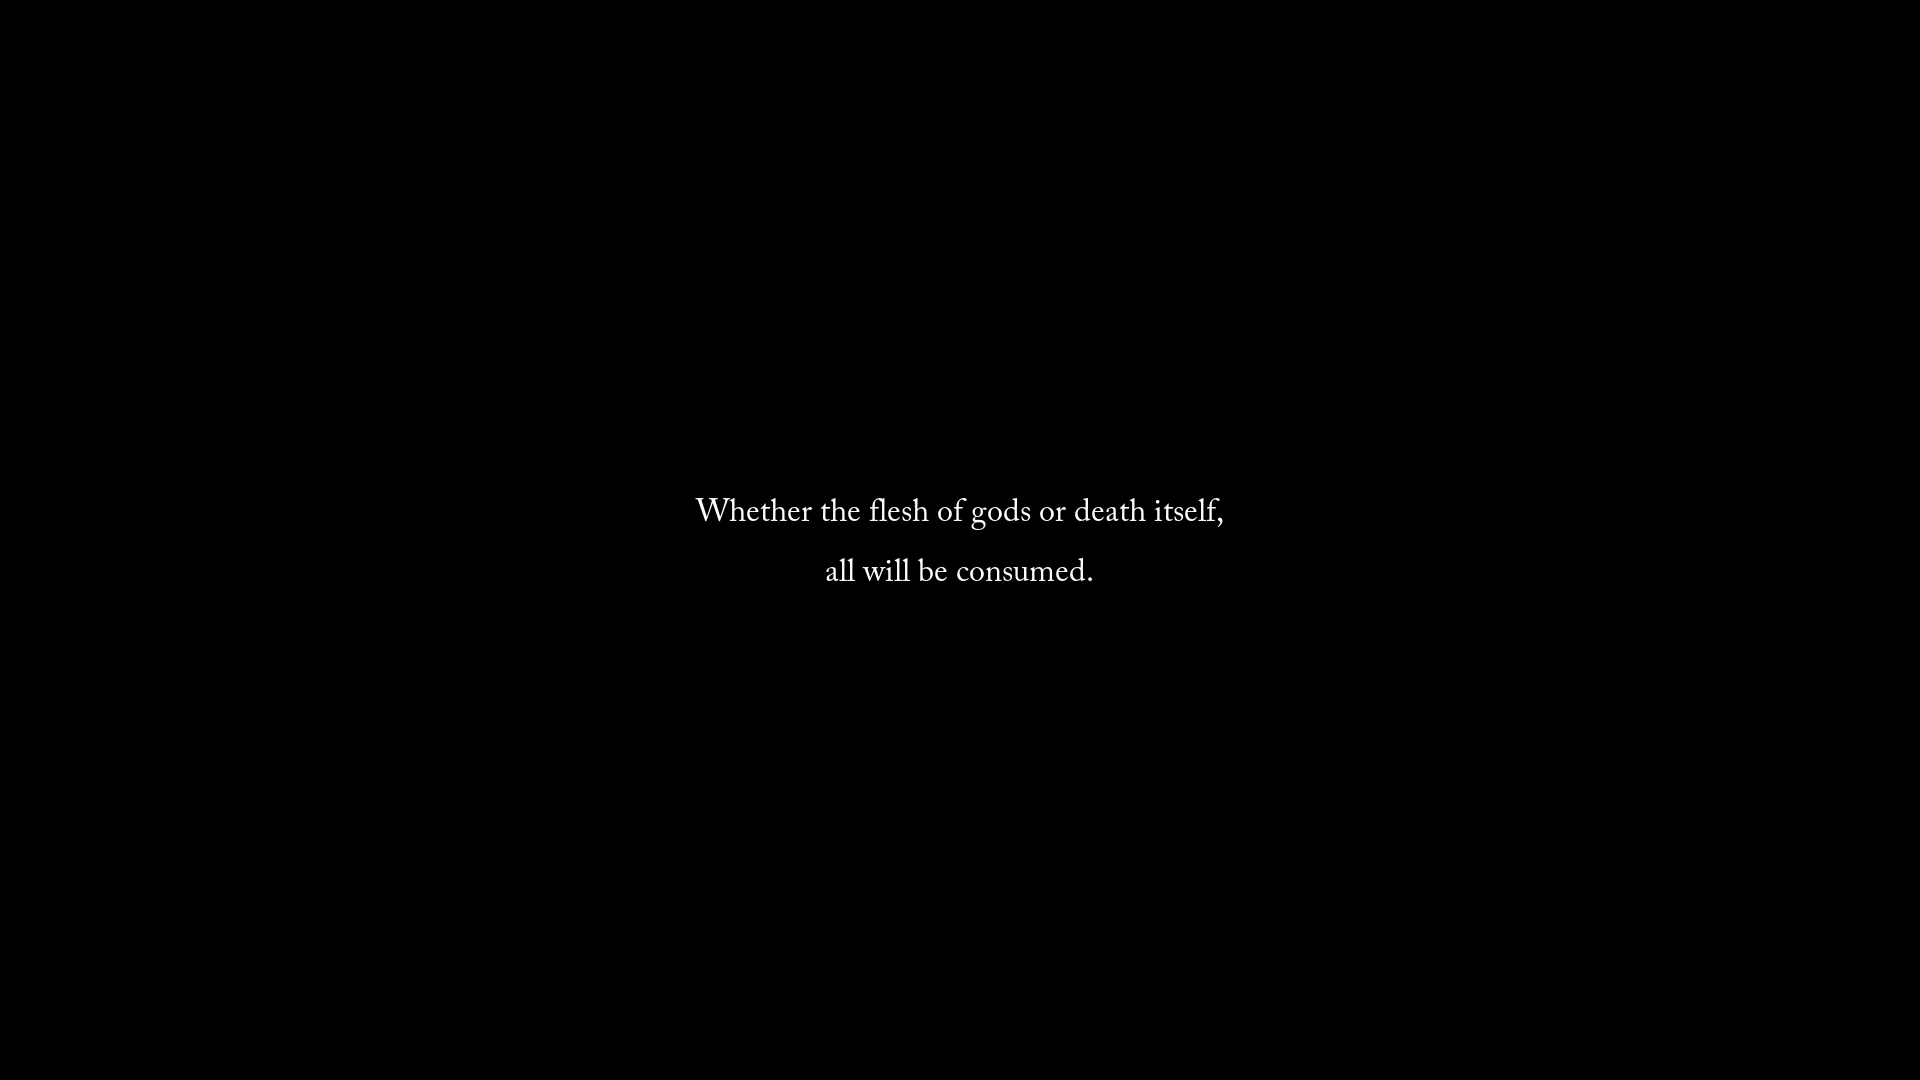 Whether the flesh of gods or death itself,
all will be consumed.